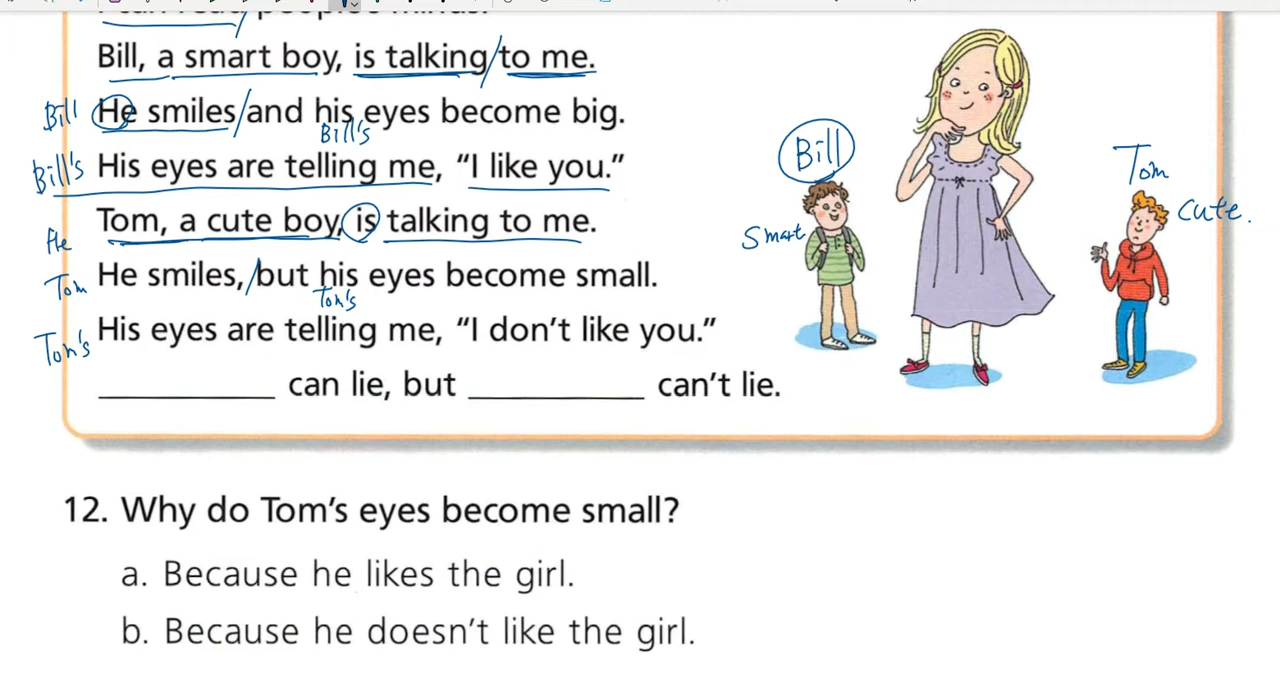 Bill, a smart boy, is talking to me.
Bill He smiles and his eyes become big.
Bill's
Bill's His eyes are telling me, “I like you.”
Tom, a cute boy, is talking to me.
He
Tom He smiles, but his eyes become small.
Tom's
Tom's His eyes are telling me, “I don't like you.”
__________ can lie, but __________ can't lie.
Bill
Smart
Tom
cute.
12. Why do Tom's eyes become small?
a. Because he likes the girl.
b. Because he doesn't like the girl.